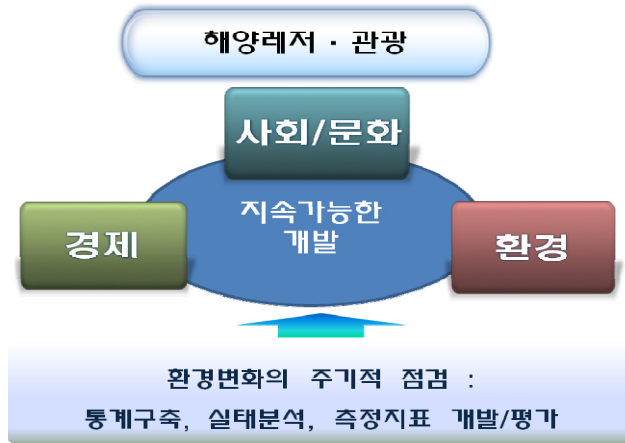 해양레저 · 관광
사회/문화
지속가능한
개발
경제
환경
환경변화의 주기적 점검 :
통계구축, 실태분석, 측정지표 개발/평가